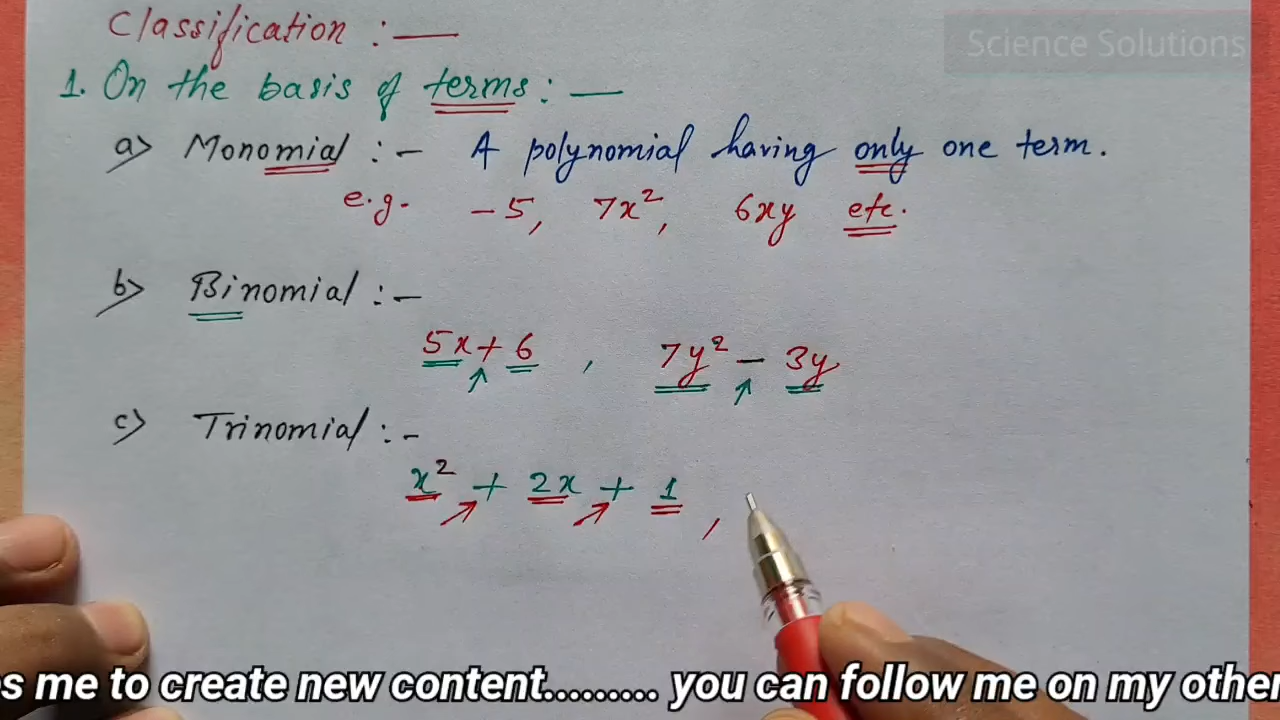 Classification :—
Science Solutions
1. On the basis of terms : —
a> Monomial :- A polynomial having only one term.
e.g. -5, 7x², 6xy etc.
b> Binomial :-
5x + 6 , 7y² - 3y
c> Trinomial :-
x² + 2x + 1 ,
s me to create new content......... you can follow me on my other